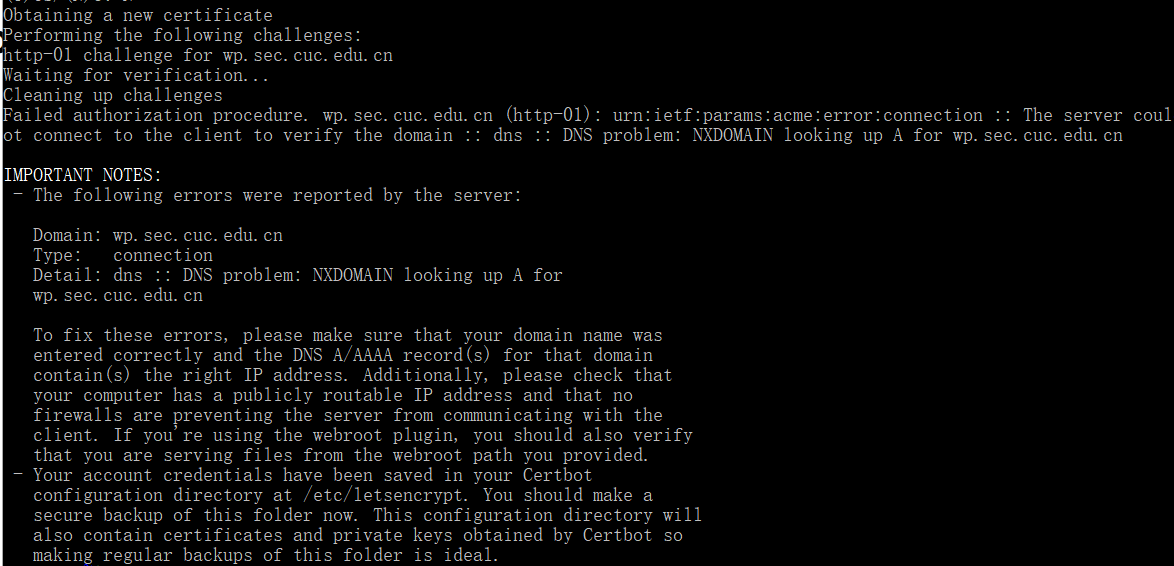 Obtaining a new certificate
Performing the following challenges:
http-01 challenge for wp.sec.cuc.edu.cn
Waiting for verification...
Cleaning up challenges
Failed authorization procedure. wp.sec.cuc.edu.cn (http-01): urn:ietf:params:acme:error:connection :: The server coul
ot connect to the client to verify the domain :: dns :: DNS problem: NXDOMAIN looking up A for wp.sec.cuc.edu.cn
IMPORTANT NOTES:
- The following errors were reported by the server:
Domain: wp.sec.cuc.edu.cn
Type: connection
Detail: dns :: DNS problem: NXDOMAIN looking up A for
wp.sec.cuc.edu.cn
To fix these errors, please make sure that your domain name was
entered correctly and the DNS A/AAAA record(s) for that domain
contain(s) the right IP address. Additionally, please check that
your computer has a publicly routable IP address and that no
firewalls are preventing the server from communicating with the
client. If you're using the webroot plugin, you should also verify
that you are serving files from the webroot path you provided.
- Your account credentials have been saved in your Certbot
configuration directory at /etc/letsencrypt. You should make a
secure backup of this folder now. This configuration directory will
also contain certificates and private keys obtained by Certbot so
making regular backups of this folder is ideal.